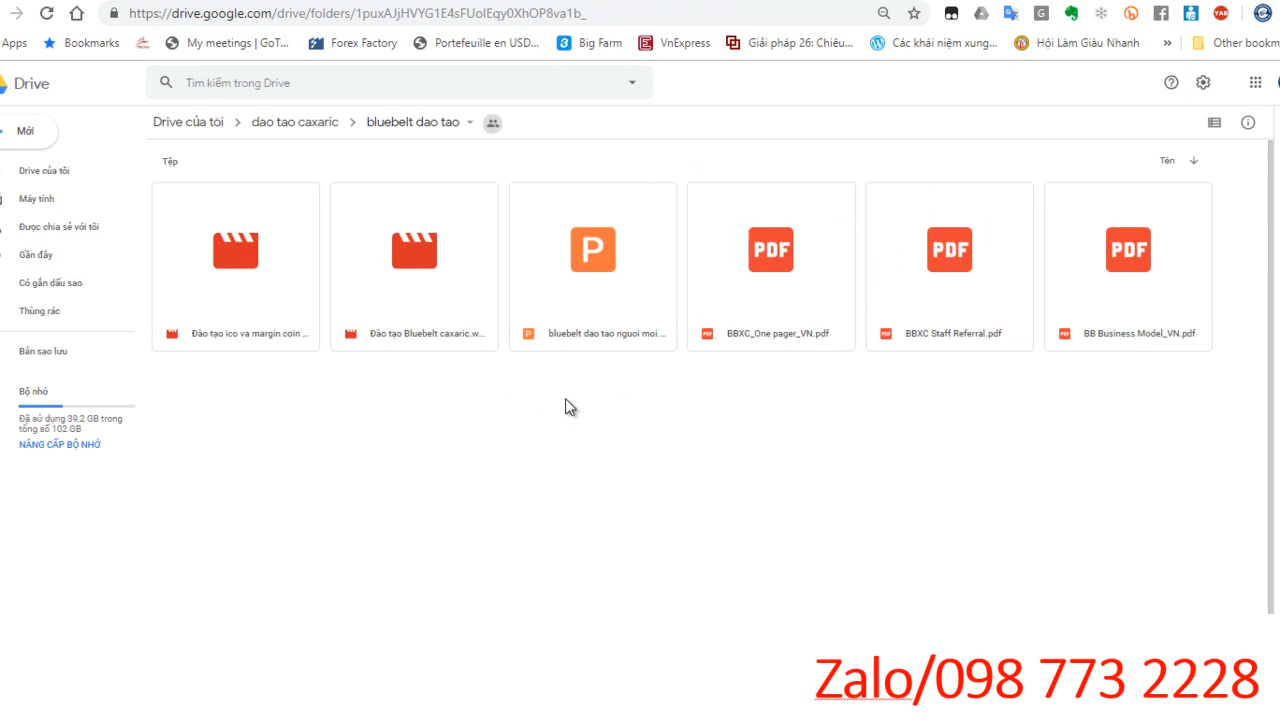 https://drive.google.com/drive/folders/1puxAJjHVYG1E4sFUoIEqy0XhOP8va1b_
Apps Bookmarks My meetings | GoT... Forex Factory Portefeuille en USD... Big Farm VnExpress Giải pháp 26: Chiêu... Các khái niệm xung... Hội Làm Giàu Nhanh » Other bookm
Drive
Tìm kiếm trong Drive
Mới
Drive của tôi > dao tao caxaric > bluebelt dao tao
Drive của tôi
Máy tính
Được chia sẻ với tôi
Gần đây
Có gắn dấu sao
Thùng rác
Bản sao lưu
Bộ nhớ
Đã sử dụng 39,2 GB trong
tổng số 102 GB
NÂNG CẤP BỘ NHỚ
Tệp
Tên
P
PDF
PDF
PDF
Đào tạo ico va margin coin ...
Đào tạo Bluebelt caxaric.w...
P bluebelt dao tao nguoi moi....
PDF BBXC_One pager_VN.pdf
PDF BBXC Staff Referral.pdf
PDF BB Business Model_VN.pdf
Zalo/098 773 2228